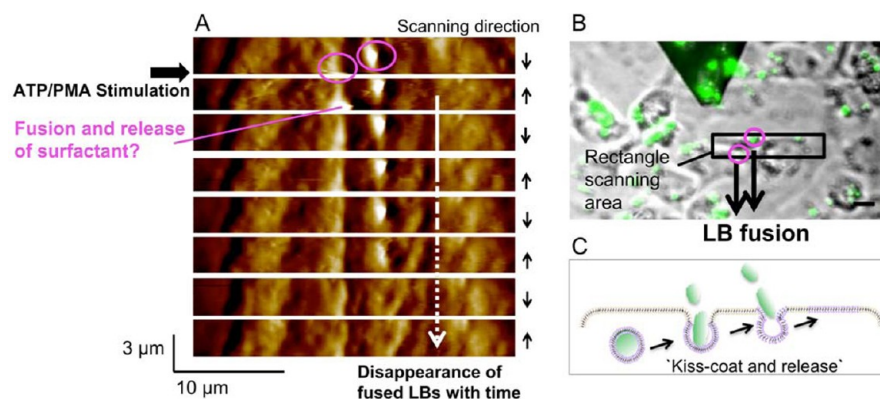 A
Scanning direction
ATP/PMA Stimulation
Fusion and release
of surfactant?
3 µm
10 µm
Disappearance of
fused LBs with time
B
Rectangle
scanning
area
LB fusion
C
`Kiss-coat and release`